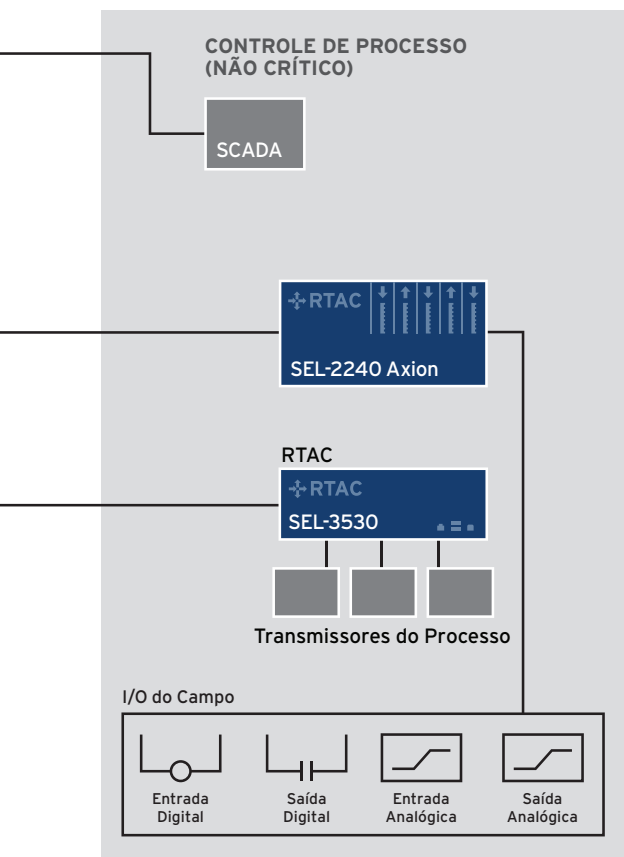 CONTROLE DE PROCESSO
(NÃO CRÍTICO)
SCADA
RTAC
SEL-2240 Axion
RTAC
RTAC
SEL-3530
Transmissores do Processo
I/O do Campo
Entrada
Digital
Saída
Digital
Entrada
Analógica
Saída
Analógica